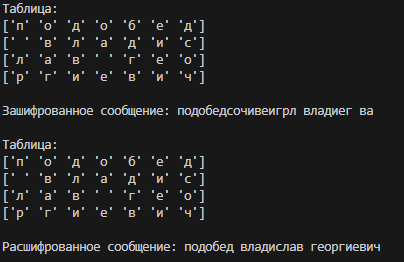 Таблица:
['п' 'о' 'д' 'о' 'б' 'е' 'д']
[' ' 'в' 'л' 'а' 'д' 'и' 'с']
['л' 'а' 'в' ' ' 'г' 'е' 'о']
['р' 'г' 'и' 'е' 'в' 'и' 'ч']
Зашифрованное сообщение: подобедсочивеигрл владиег ва
Таблица:
['п' 'о' 'д' 'о' 'б' 'е' 'д']
[' ' 'в' 'л' 'а' 'д' 'и' 'с']
['л' 'а' 'в' ' ' 'г' 'е' 'о']
['р' 'г' 'и' 'е' 'в' 'и' 'ч']
Расшифрованное сообщение: подобед владислав георгиевич